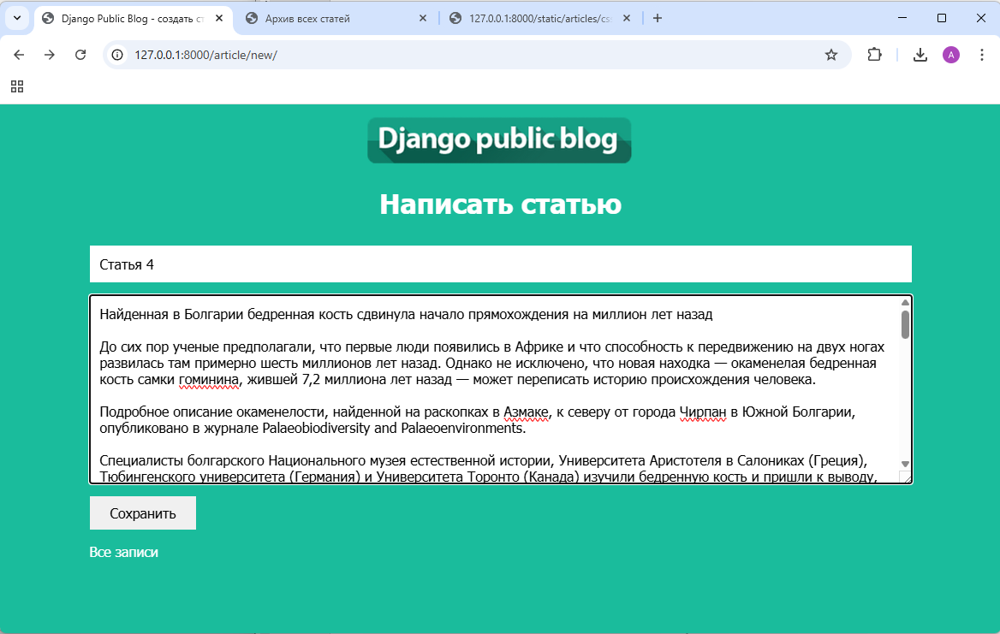 Django Public Blog - создать ст
Архив всех статей
127.0.0.1:8000/static/articles/css
127.0.0.1:8000/article/new/
A
Django public blog
Написать статью
Статья 4
Найденная в Болгарии бедренная кость сдвинула начало прямохождения на миллион лет назад
До сих пор ученые предполагали, что первые люди появились в Африке и что способность к передвижению на двух ногах
развилась там примерно шесть миллионов лет назад. Однако не исключено, что новая находка — окаменелая бедренная
кость самки гоминина, жившей 7,2 миллиона лет назад — может переписать историю происхождения человека.
Подробное описание окаменелости, найденной на раскопках в Азмаке, к северу от города Чирпан в Южной Болгарии,
опубликовано в журнале Palaeobiodiversity and Palaeoenvironments.
Специалисты болгарского Национального музея естественной истории, Университета Аристотеля в Салониках (Греция),
Тюбингенского университета (Германия) и Университета Торонто (Канада) изучили бедренную кость и пришли к выводу,
Сохранить
Все записи